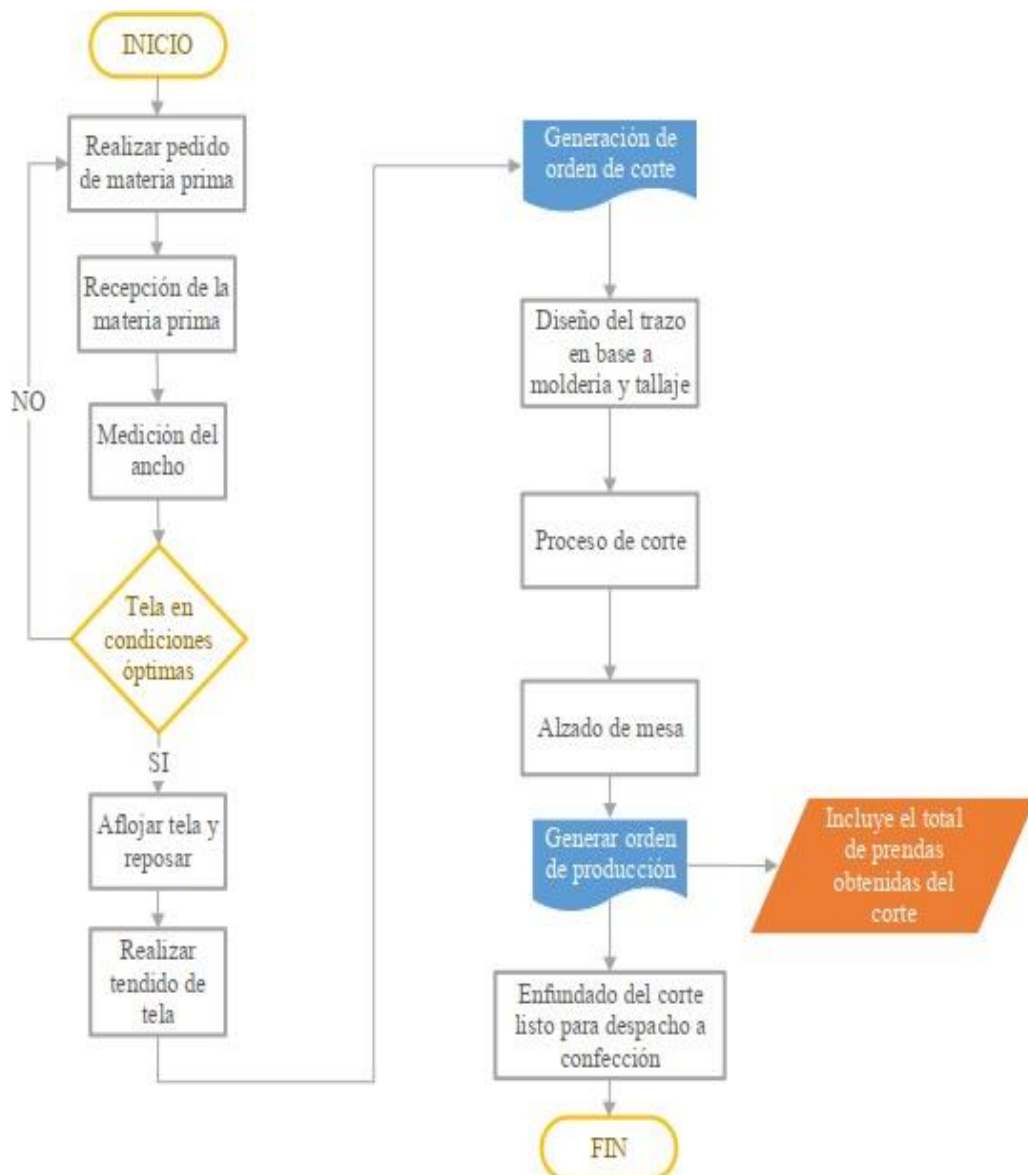 INICIO
Realizar pedido
de materia prima
Recepción de la
materia prima
NO
Medición del
ancho
Tela en
condiciones
óptimas
SI
Aflojar tela y
reposar
Realizar
tendido de
tela
Generación de
orden de corte
Diseño del trazo
en base a
moldería y tallaje
Proceso de corte
Alzado de mesa
Generar orden
de producción
Incluye el total
de prendas
obtenidas del
corte
Enfundado del corte
listo para despacho a
confección
FIN